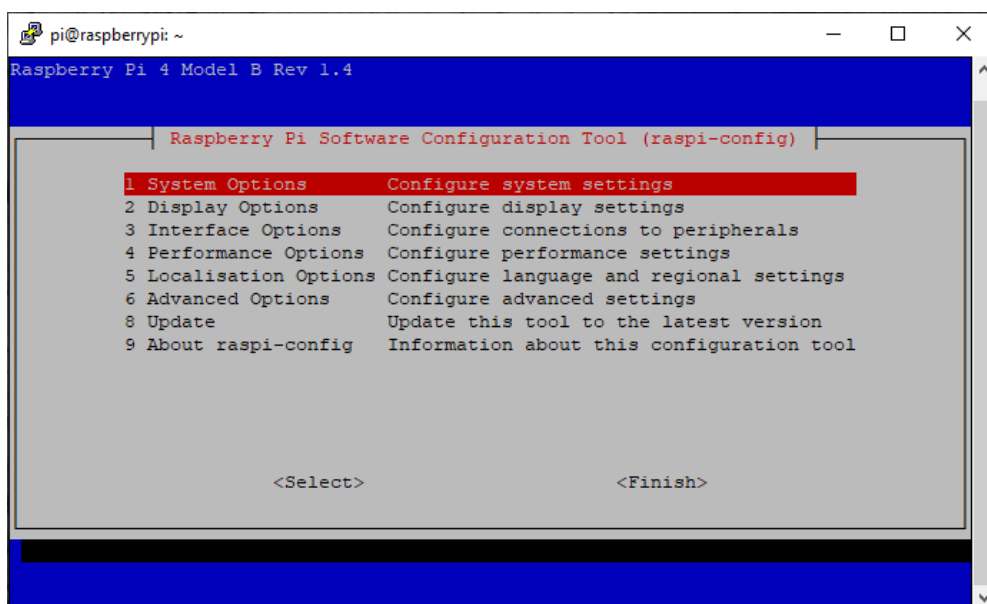 pi@raspberrypi: ~
Raspberry Pi 4 Model B Rev 1.4
Raspberry Pi Software Configuration Tool (raspi-config)
1 System Options Configure system settings
2 Display Options Configure display settings
3 Interface Options Configure connections to peripherals
4 Performance Options Configure performance settings
5 Localisation Options Configure language and regional settings
6 Advanced Options Configure advanced settings
8 Update Update this tool to the latest version
9 About raspi-config Information about this configuration tool
<Select> <Finish>